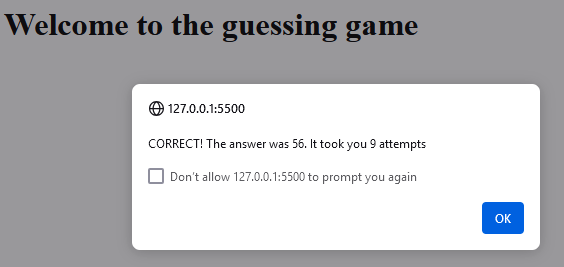 Welcome to the guessing game
127.0.0.1:5500
CORRECT! The answer was 56. It took you 9 attempts
Don't allow 127.0.0.1:5500 to prompt you again
OK